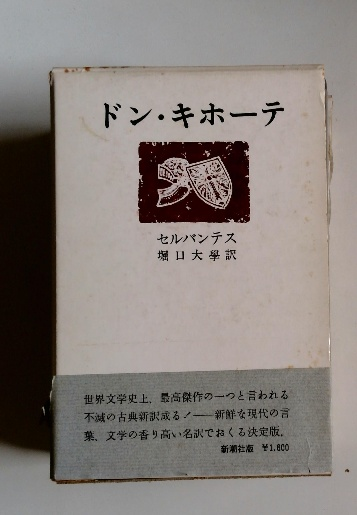 ドン・キホーテ
セルバンテス
堀口大學訳
世界文学史上、最高傑作の一つと言われる
不滅の古典新訳成る！――新鮮な現代の言
葉、文学の香り高い名訳でおくる決定版。
新潮社版 ￥1,600